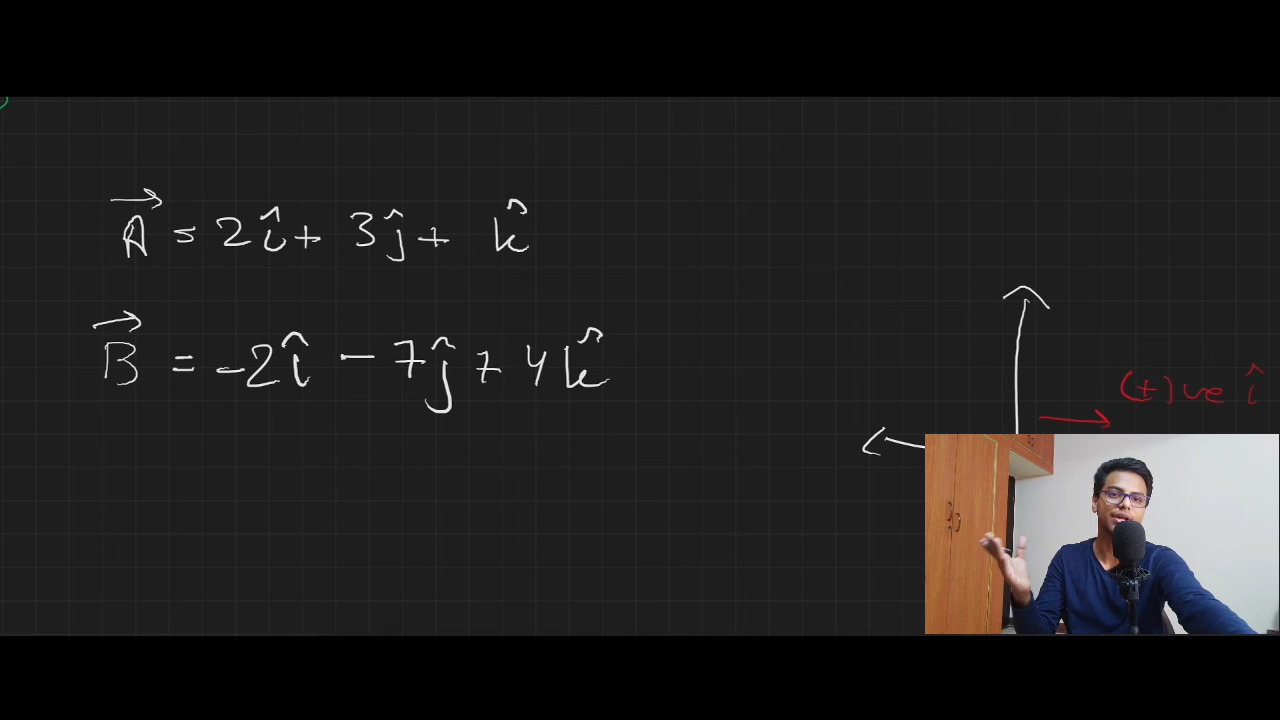 A⃗ = 2î + 3ĵ + k̂
B⃗ = -2î - 7ĵ + 4k̂
(+)ve î